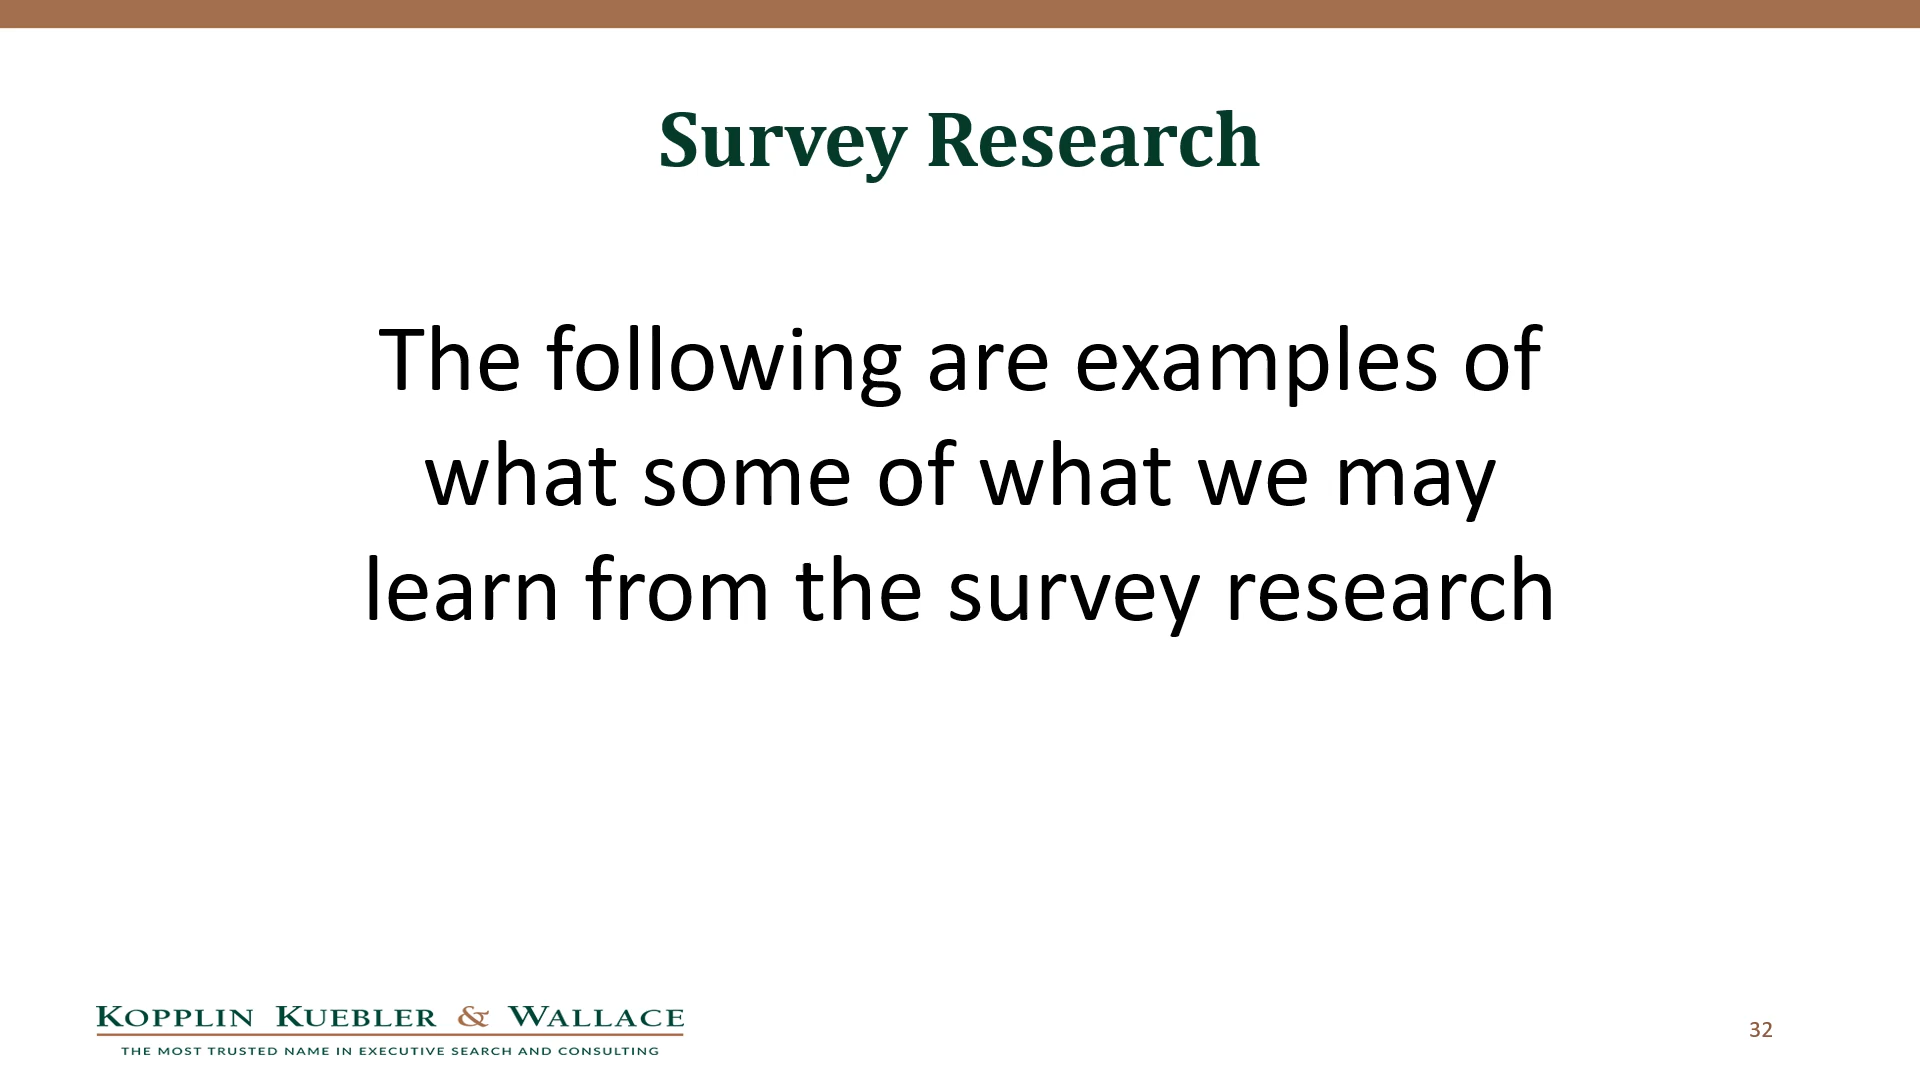 Survey Research
The following are examples of
what some of what we may
learn from the survey research
KOPPLIN KUEBLER & WALLACE
THE MOST TRUSTED NAME IN EXECUTIVE SEARCH AND CONSULTING
32